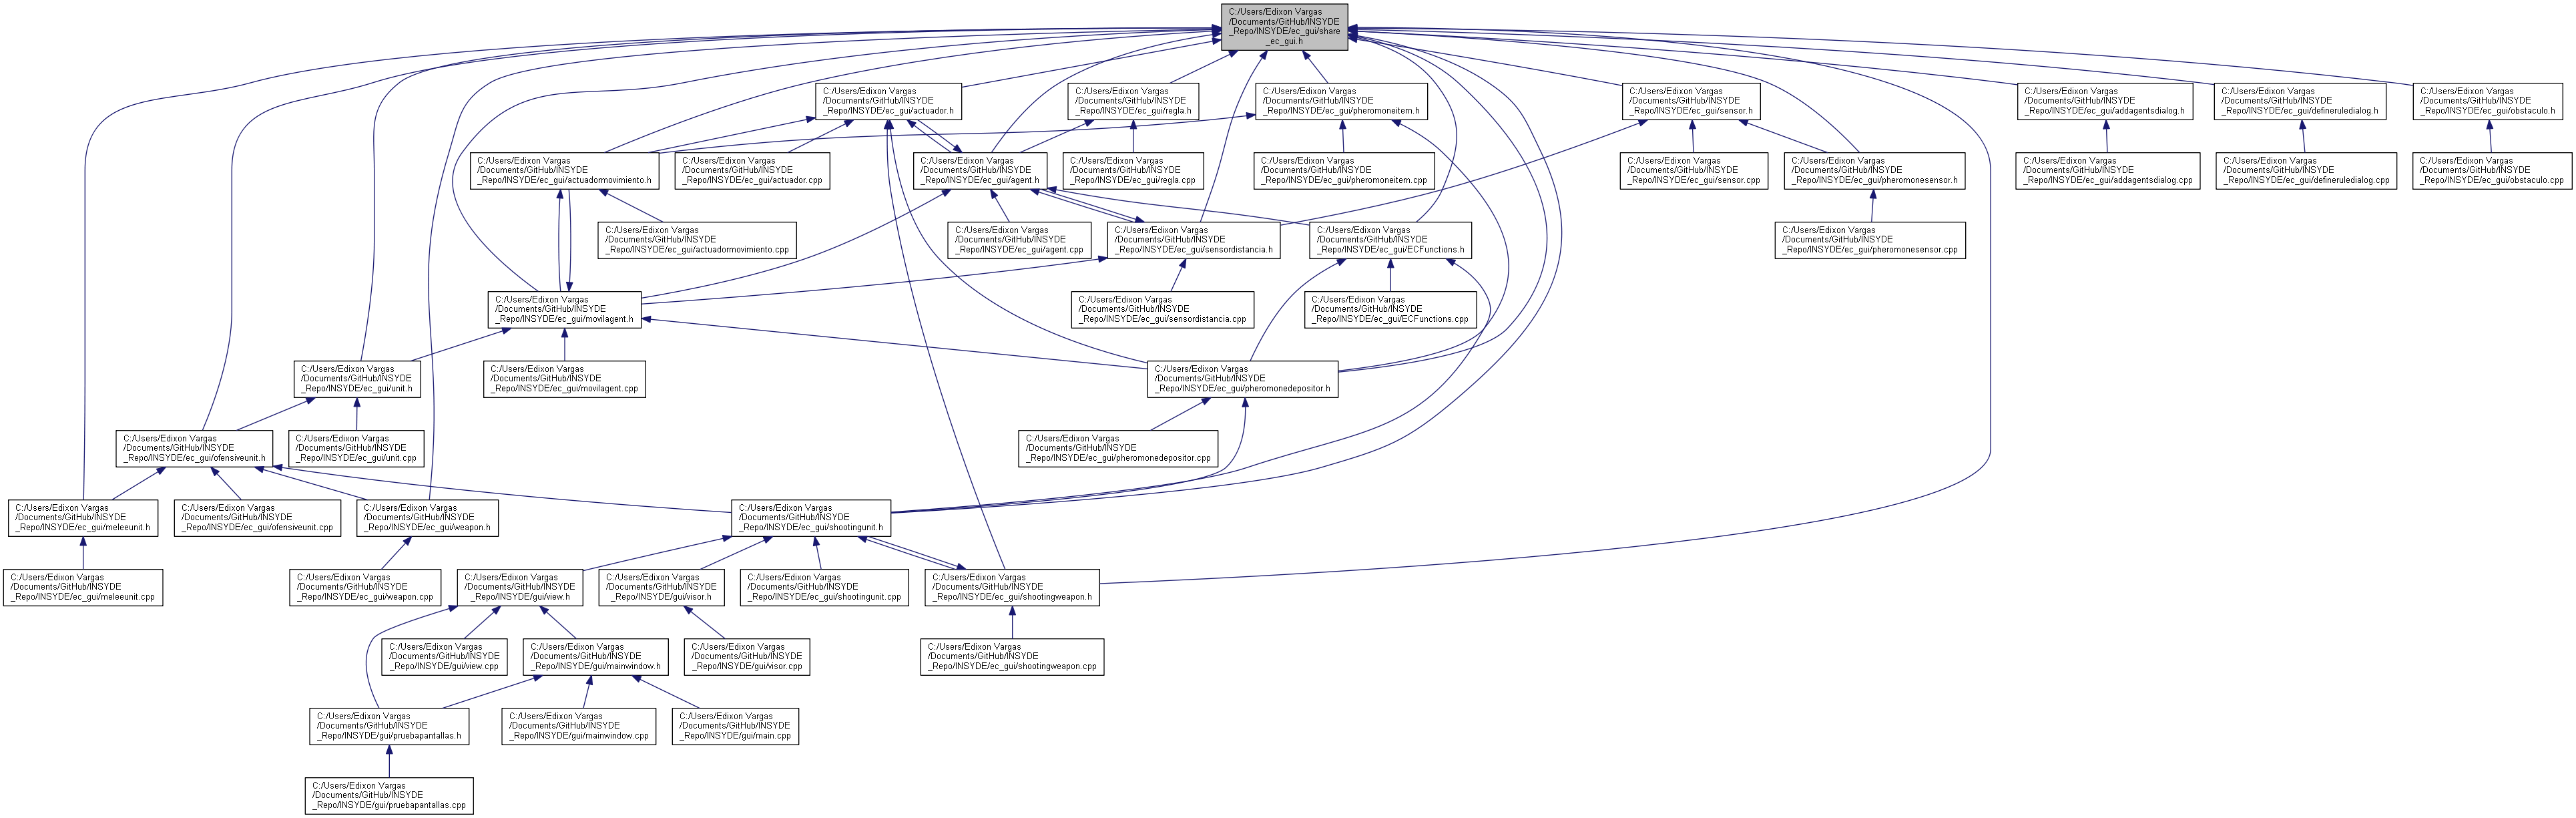 C:/Users/Edixon Vargas
/Documents/GitHub/INSYDE
_Repo/INSYDE/ec_gui/share
_ec_gui.h
C:/Users/Edixon Vargas
/Documents/GitHub/INSYDE
_Repo/INSYDE/ec_gui/actuador.h
C:/Users/Edixon Vargas
/Documents/GitHub/INSYDE
_Repo/INSYDE/ec_gui/regla.h
C:/Users/Edixon Vargas
/Documents/GitHub/INSYDE
_Repo/INSYDE/ec_gui/pheromoneitem.h
C:/Users/Edixon Vargas
/Documents/GitHub/INSYDE
_Repo/INSYDE/ec_gui/sensor.h
C:/Users/Edixon Vargas
/Documents/GitHub/INSYDE
_Repo/INSYDE/ec_gui/addagentsdialog.h
C:/Users/Edixon Vargas
/Documents/GitHub/INSYDE
_Repo/INSYDE/ec_gui/defineruledialog.h
C:/Users/Edixon Vargas
/Documents/GitHub/INSYDE
_Repo/INSYDE/ec_gui/obstaculo.h
C:/Users/Edixon Vargas
/Documents/GitHub/INSYDE
_Repo/INSYDE/ec_gui/actuadormovimiento.h
C:/Users/Edixon Vargas
/Documents/GitHub/INSYDE
_Repo/INSYDE/ec_gui/actuador.cpp
C:/Users/Edixon Vargas
/Documents/GitHub/INSYDE
_Repo/INSYDE/ec_gui/agent.h
C:/Users/Edixon Vargas
/Documents/GitHub/INSYDE
_Repo/INSYDE/ec_gui/regla.cpp
C:/Users/Edixon Vargas
/Documents/GitHub/INSYDE
_Repo/INSYDE/ec_gui/pheromoneitem.cpp
C:/Users/Edixon Vargas
/Documents/GitHub/INSYDE
_Repo/INSYDE/ec_gui/sensor.cpp
C:/Users/Edixon Vargas
/Documents/GitHub/INSYDE
_Repo/INSYDE/ec_gui/pheromonesensor.h
C:/Users/Edixon Vargas
/Documents/GitHub/INSYDE
_Repo/INSYDE/ec_gui/addagentsdialog.cpp
C:/Users/Edixon Vargas
/Documents/GitHub/INSYDE
_Repo/INSYDE/ec_gui/defineruledialog.cpp
C:/Users/Edixon Vargas
/Documents/GitHub/INSYDE
_Repo/INSYDE/ec_gui/obstaculo.cpp
C:/Users/Edixon Vargas
/Documents/GitHub/INSYDE
_Repo/INSYDE/ec_gui/actuadormovimiento.cpp
C:/Users/Edixon Vargas
/Documents/GitHub/INSYDE
_Repo/INSYDE/ec_gui/agent.cpp
C:/Users/Edixon Vargas
/Documents/GitHub/INSYDE
_Repo/INSYDE/ec_gui/sensordistancia.h
C:/Users/Edixon Vargas
/Documents/GitHub/INSYDE
_Repo/INSYDE/ec_gui/ECFunctions.h
C:/Users/Edixon Vargas
/Documents/GitHub/INSYDE
_Repo/INSYDE/ec_gui/pheromonesensor.cpp
C:/Users/Edixon Vargas
/Documents/GitHub/INSYDE
_Repo/INSYDE/ec_gui/movilagent.h
C:/Users/Edixon Vargas
/Documents/GitHub/INSYDE
_Repo/INSYDE/ec_gui/sensordistancia.cpp
C:/Users/Edixon Vargas
/Documents/GitHub/INSYDE
_Repo/INSYDE/ec_gui/ECFunctions.cpp
C:/Users/Edixon Vargas
/Documents/GitHub/INSYDE
_Repo/INSYDE/ec_gui/unit.h
C:/Users/Edixon Vargas
/Documents/GitHub/INSYDE
_Repo/INSYDE/ec_gui/movilagent.cpp
C:/Users/Edixon Vargas
/Documents/GitHub/INSYDE
_Repo/INSYDE/ec_gui/pheromonedepositor.h
C:/Users/Edixon Vargas
/Documents/GitHub/INSYDE
_Repo/INSYDE/ec_gui/ofensiveunit.h
C:/Users/Edixon Vargas
/Documents/GitHub/INSYDE
_Repo/INSYDE/ec_gui/unit.cpp
C:/Users/Edixon Vargas
/Documents/GitHub/INSYDE
_Repo/INSYDE/ec_gui/pheromonedepositor.cpp
C:/Users/Edixon Vargas
/Documents/GitHub/INSYDE
_Repo/INSYDE/ec_gui/meleeunit.h
C:/Users/Edixon Vargas
/Documents/GitHub/INSYDE
_Repo/INSYDE/ec_gui/ofensiveunit.cpp
C:/Users/Edixon Vargas
/Documents/GitHub/INSYDE
_Repo/INSYDE/ec_gui/weapon.h
C:/Users/Edixon Vargas
/Documents/GitHub/INSYDE
_Repo/INSYDE/ec_gui/shootingunit.h
C:/Users/Edixon Vargas
/Documents/GitHub/INSYDE
_Repo/INSYDE/ec_gui/meleeunit.cpp
C:/Users/Edixon Vargas
/Documents/GitHub/INSYDE
_Repo/INSYDE/ec_gui/weapon.cpp
C:/Users/Edixon Vargas
/Documents/GitHub/INSYDE
_Repo/INSYDE/gui/view.h
C:/Users/Edixon Vargas
/Documents/GitHub/INSYDE
_Repo/INSYDE/gui/visor.h
C:/Users/Edixon Vargas
/Documents/GitHub/INSYDE
_Repo/INSYDE/ec_gui/shootingunit.cpp
C:/Users/Edixon Vargas
/Documents/GitHub/INSYDE
_Repo/INSYDE/ec_gui/shootingweapon.h
C:/Users/Edixon Vargas
/Documents/GitHub/INSYDE
_Repo/INSYDE/gui/view.cpp
C:/Users/Edixon Vargas
/Documents/GitHub/INSYDE
_Repo/INSYDE/gui/mainwindow.h
C:/Users/Edixon Vargas
/Documents/GitHub/INSYDE
_Repo/INSYDE/gui/visor.cpp
C:/Users/Edixon Vargas
/Documents/GitHub/INSYDE
_Repo/INSYDE/ec_gui/shootingweapon.cpp
C:/Users/Edixon Vargas
/Documents/GitHub/INSYDE
_Repo/INSYDE/gui/pruebapantallas.h
C:/Users/Edixon Vargas
/Documents/GitHub/INSYDE
_Repo/INSYDE/gui/mainwindow.cpp
C:/Users/Edixon Vargas
/Documents/GitHub/INSYDE
_Repo/INSYDE/gui/main.cpp
C:/Users/Edixon Vargas
/Documents/GitHub/INSYDE
_Repo/INSYDE/gui/pruebapantallas.cpp